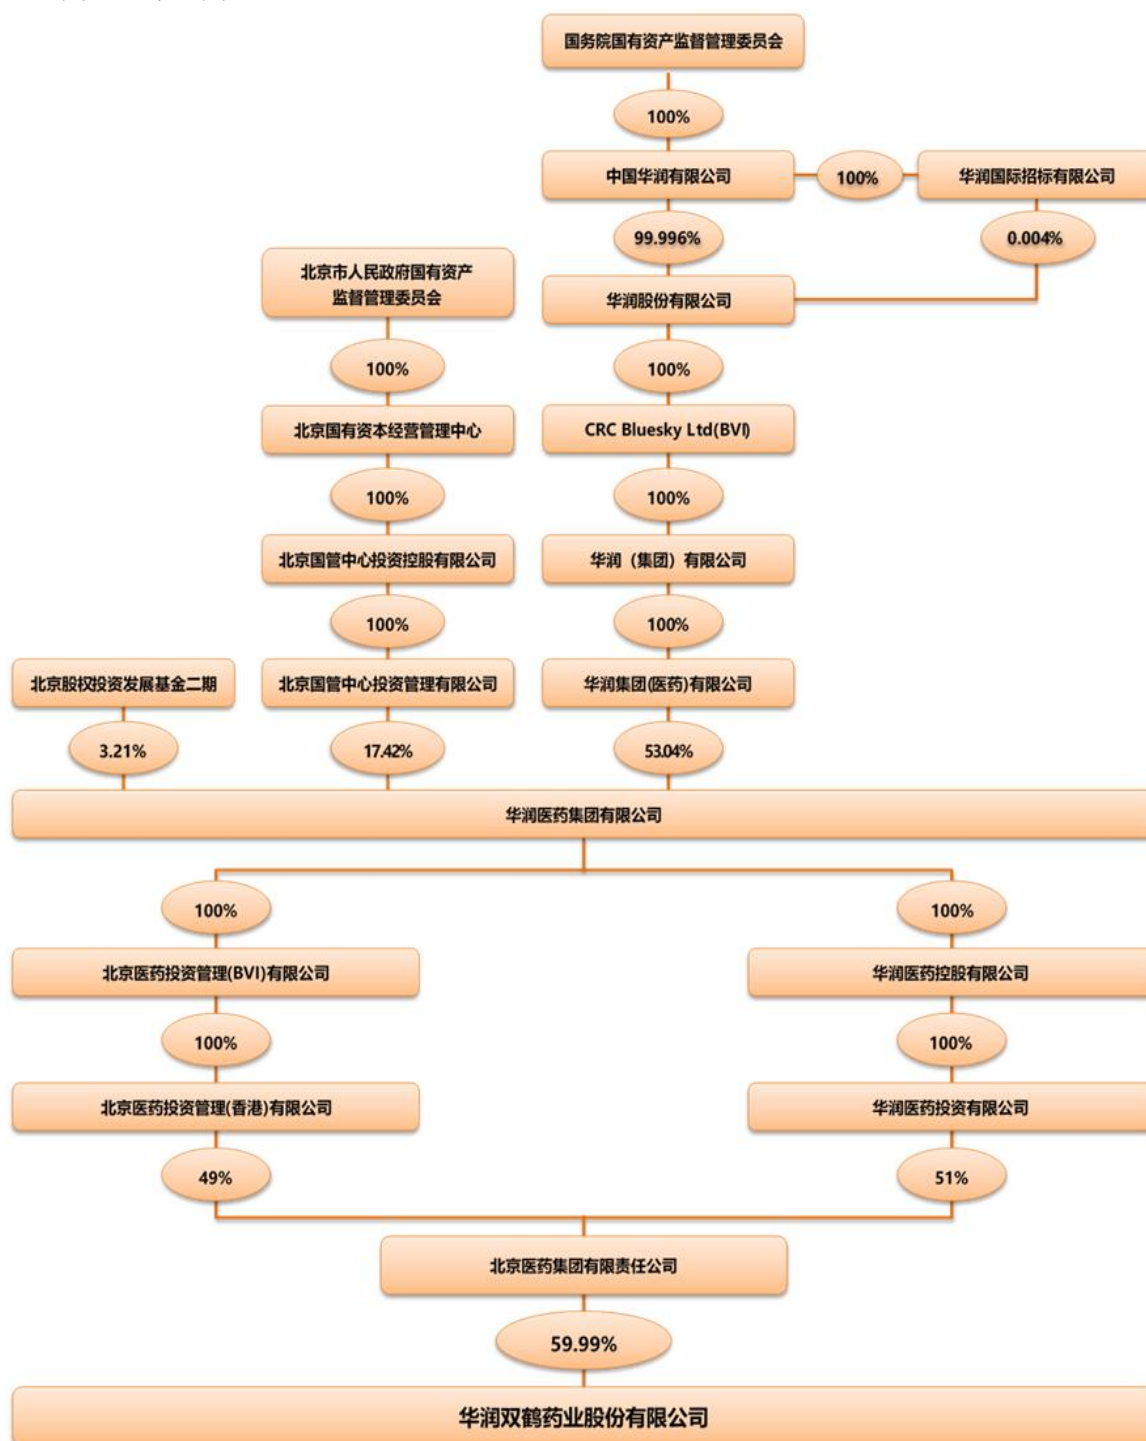 国务院国有资产监督管理委员会
100%
中国华润有限公司
100%
华润国际招标有限公司
99.996%
0.004%
北京市人民政府国有资产
监督管理委员会
华润股份有限公司
100%
100%
北京国有资本经营管理中心
CRC Bluesky Ltd(BVI)
100%
100%
北京国管中心投资控股有限公司
华润（集团）有限公司
100%
100%
北京股权投资发展基金二期
北京国管中心投资管理有限公司
华润集团(医药)有限公司
3.21%
17.42%
53.04%
华润医药集团有限公司
100%
100%
北京医药投资管理(BVI)有限公司
华润医药控股有限公司
100%
100%
北京医药投资管理(香港)有限公司
华润医药投资有限公司
49%
51%
北京医药集团有限责任公司
59.99%
华润双鹤药业股份有限公司